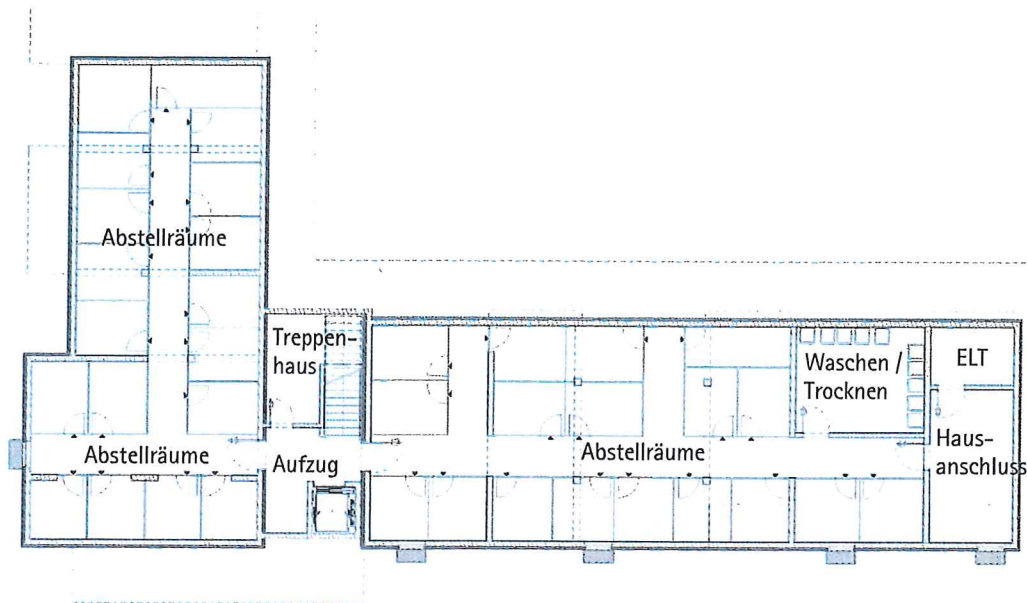 Abstellräume
Treppen-
haus
Waschen /
Trocknen
ELT
Abstellräume
Aufzug
Abstellräume
Haus-
anschluss